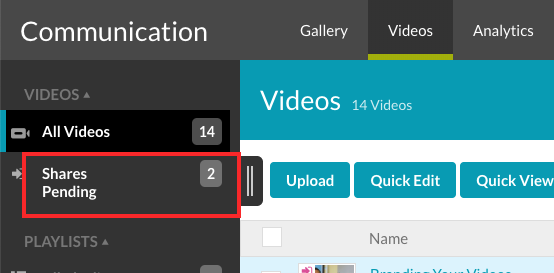 Communication
Gallery
Videos
Analytics
VIDEOS
All Videos
14
Shares
Pending
2
PLAYLISTS
Videos
14 Videos
Upload
Quick Edit
Quick View
Name
Branding Your Videos